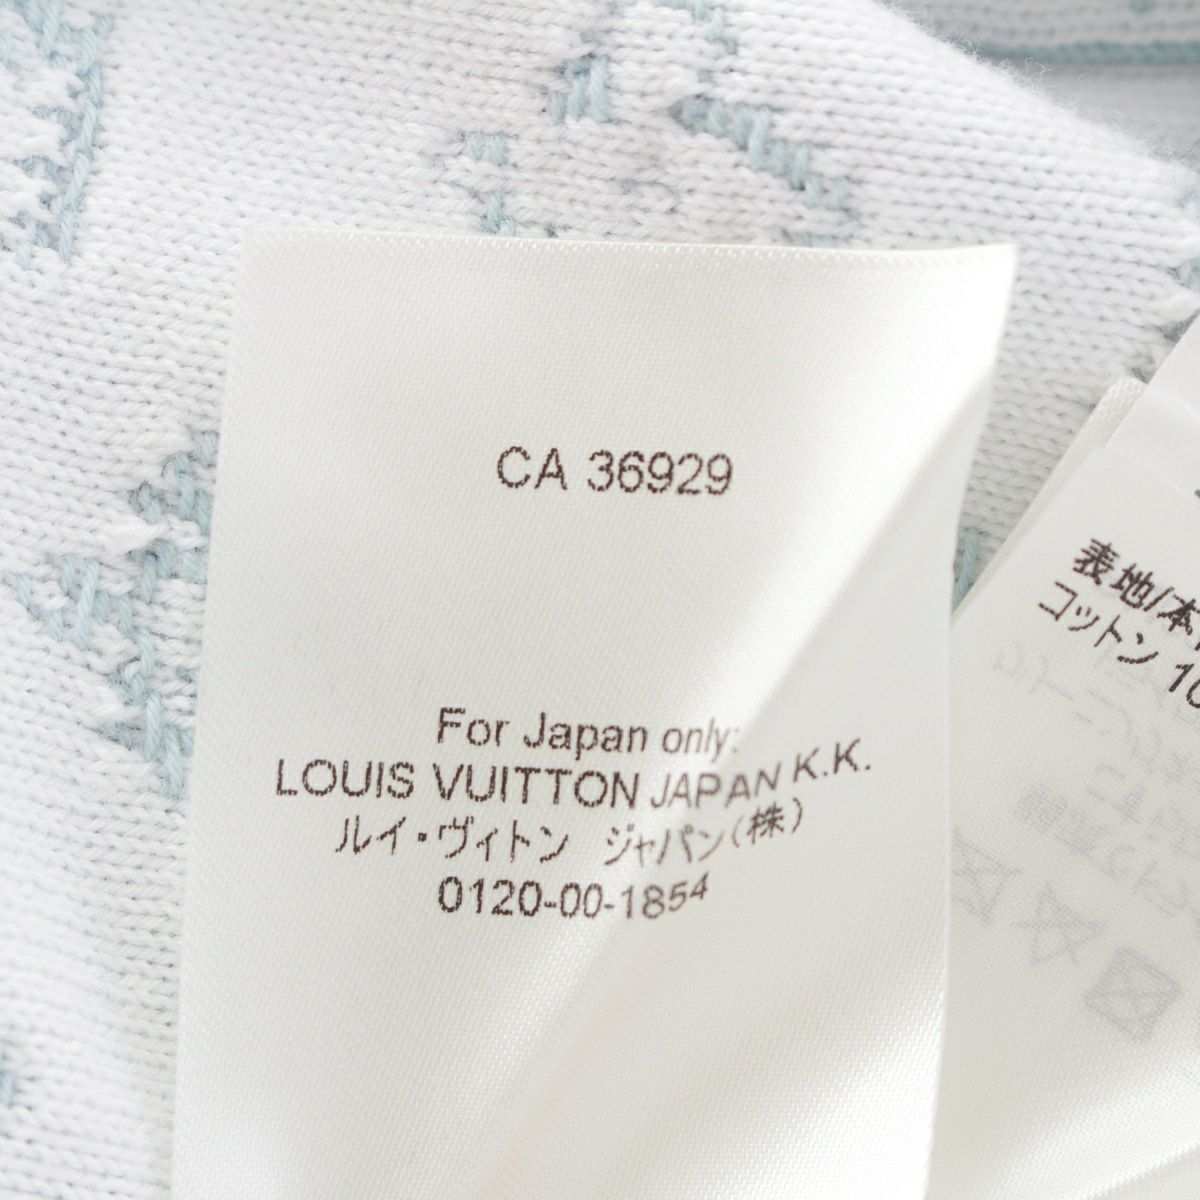 CA 36929
For Japan only:
LOUIS VUITTON JAPAN K.K.
ルイ・ヴィトン ジャパン(株)
0120-00-1854
表地/本
コットン 10